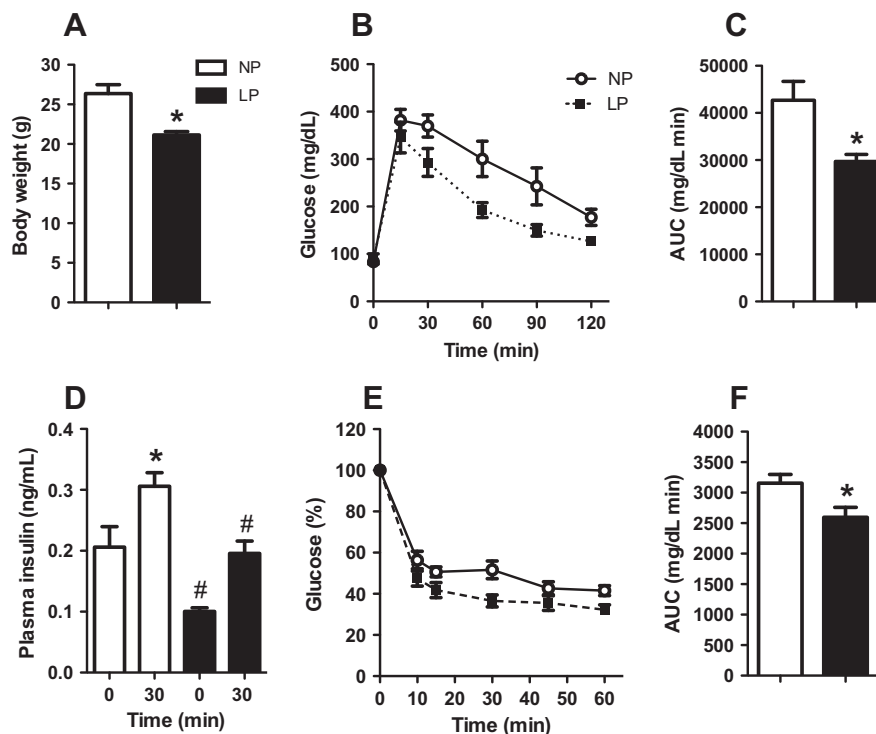 A
Body weight (g)
30
25
20
15
10
5
0
*
NP
LP
B
Glucose (mg/dL)
500
400
300
200
100
0
0 30 60 90 120
Time (min)
NP
LP
C
AUC (mg/dL min)
50000
40000
30000
20000
10000
0
*
D
Plasma insulin (ng/mL)
0.4
0.3
0.2
0.1
0.0
*
#
#
0 30 0 30
Time (min)
E
Glucose (%)
120
100
80
60
40
20
0
0 10 20 30 40 50 60
Time (min)
F
AUC (mg/dL min)
4000
3500
3000
2500
2000
1500
1000
500
0
*